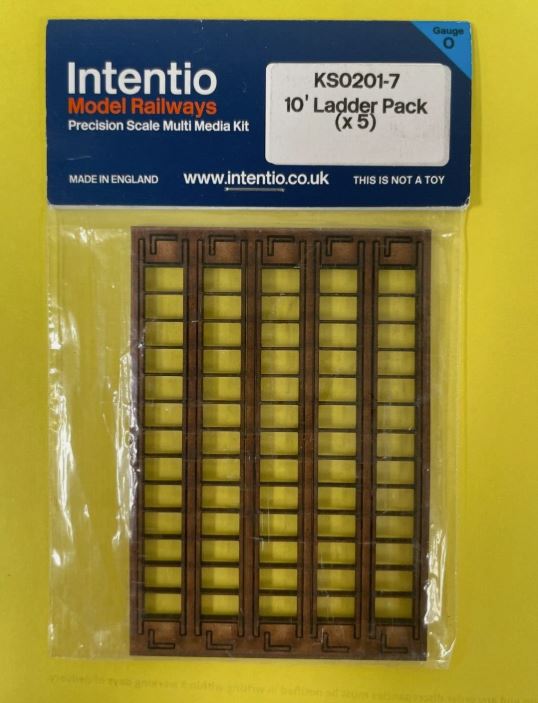 Gauge
0
Intentio
Model Railways
Precision Scale Multi Media Kit
KS0201-7
10' Ladder Pack
(x 5)
MADE IN ENGLAND
www.intentio.co.uk
THIS IS NOT A TOY